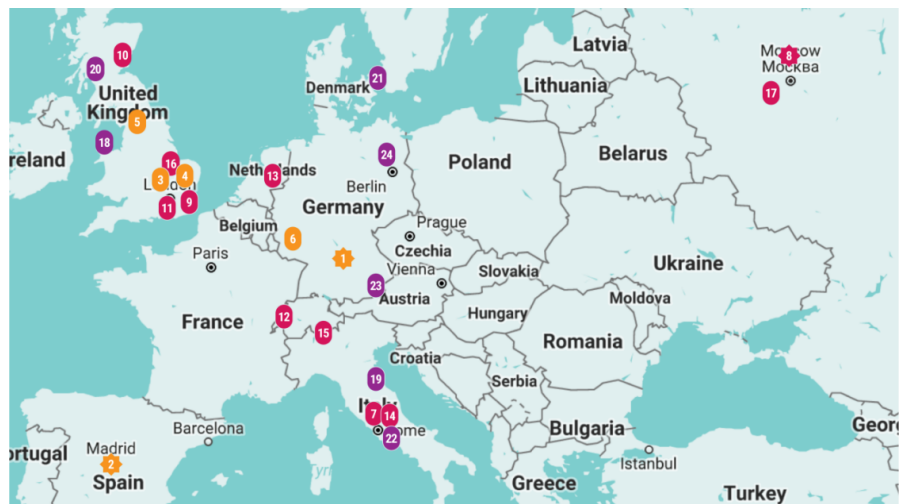 Latvia
8
Moscow
Москва
10
20
21
Denmark
Lithuania
17
United
Kingdom
5
18
24
Belarus
Ireland
16
Netherlands
13
Poland
3
4
London
Berlin
11
9
Germany
Belgium
Prague
6
Paris
Czechia
1
Vienna
Slovakia
Ukraine
23
Austria
Moldova
12
France
15
Hungary
Romania
Croatia
19
Serbia
Italy
7
14
Barcelona
Rome
22
Bulgaria
Georg
Madrid
2
Portugal
Spain
Tyrr
Istanbul
Greece
Turkey